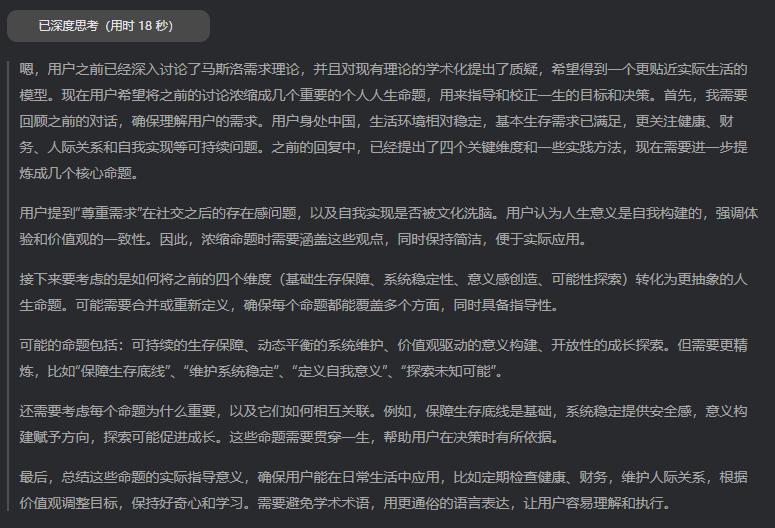 已深度思考（用时 18 秒）
嗯，用户之前已经深入讨论了马斯洛需求理论，并且对现有理论的学术化提出了质疑，希望得到一个更贴近实际生活的
模型。现在用户希望将之前的讨论浓缩成几个重要的个人人生命题，用来指导和校正一生的目标和决策。首先，我需要
回顾之前的对话，确保理解用户的需求。用户身处中国，生活环境相对稳定，基本生存需求已满足，更关注健康、财
务、人际关系和自我实现等可持续问题。之前的回复中，已经提出了四个关键维度和一些实践方法，现在需要进一步提
炼成几个核心命题。
用户提到“尊重需求”在社交之后的存在感问题，以及自我实现是否被文化洗脑。用户认为人生意义是自我构建的，强调体
验和价值观的一致性。因此，浓缩命题时需要涵盖这些观点，同时保持简洁，便于实际应用。
接下来要考虑的是如何将之前的四个维度（基础生存保障、系统稳定性、意义感创造、可能性探索）转化为更抽象的人
生命题。可能需要合并或重新定义，确保每个命题都能覆盖多个方面，同时具备指导性。
可能的命题包括：可持续的生存保障、动态平衡的系统维护、价值观驱动的意义构建、开放性的成长探索。但需要更精
炼，比如“保障生存底线”、“维护系统稳定”、“定义自我意义”、“探索未知可能”。
还需要考虑每个命题为什么重要，以及它们如何相互关联。例如，保障生存底线是基础，系统稳定提供安全感，意义构
建赋予方向，探索可能促进成长。这些命题需要贯穿一生，帮助用户在决策时有所依据。
最后，总结这些命题的实际指导意义，确保用户能在日常生活中应用，比如定期检查健康、财务，维护人际关系，根据
价值观调整目标，保持好奇心和学习。需要避免学术术语，用更通俗的语言表达，让用户容易理解和执行。